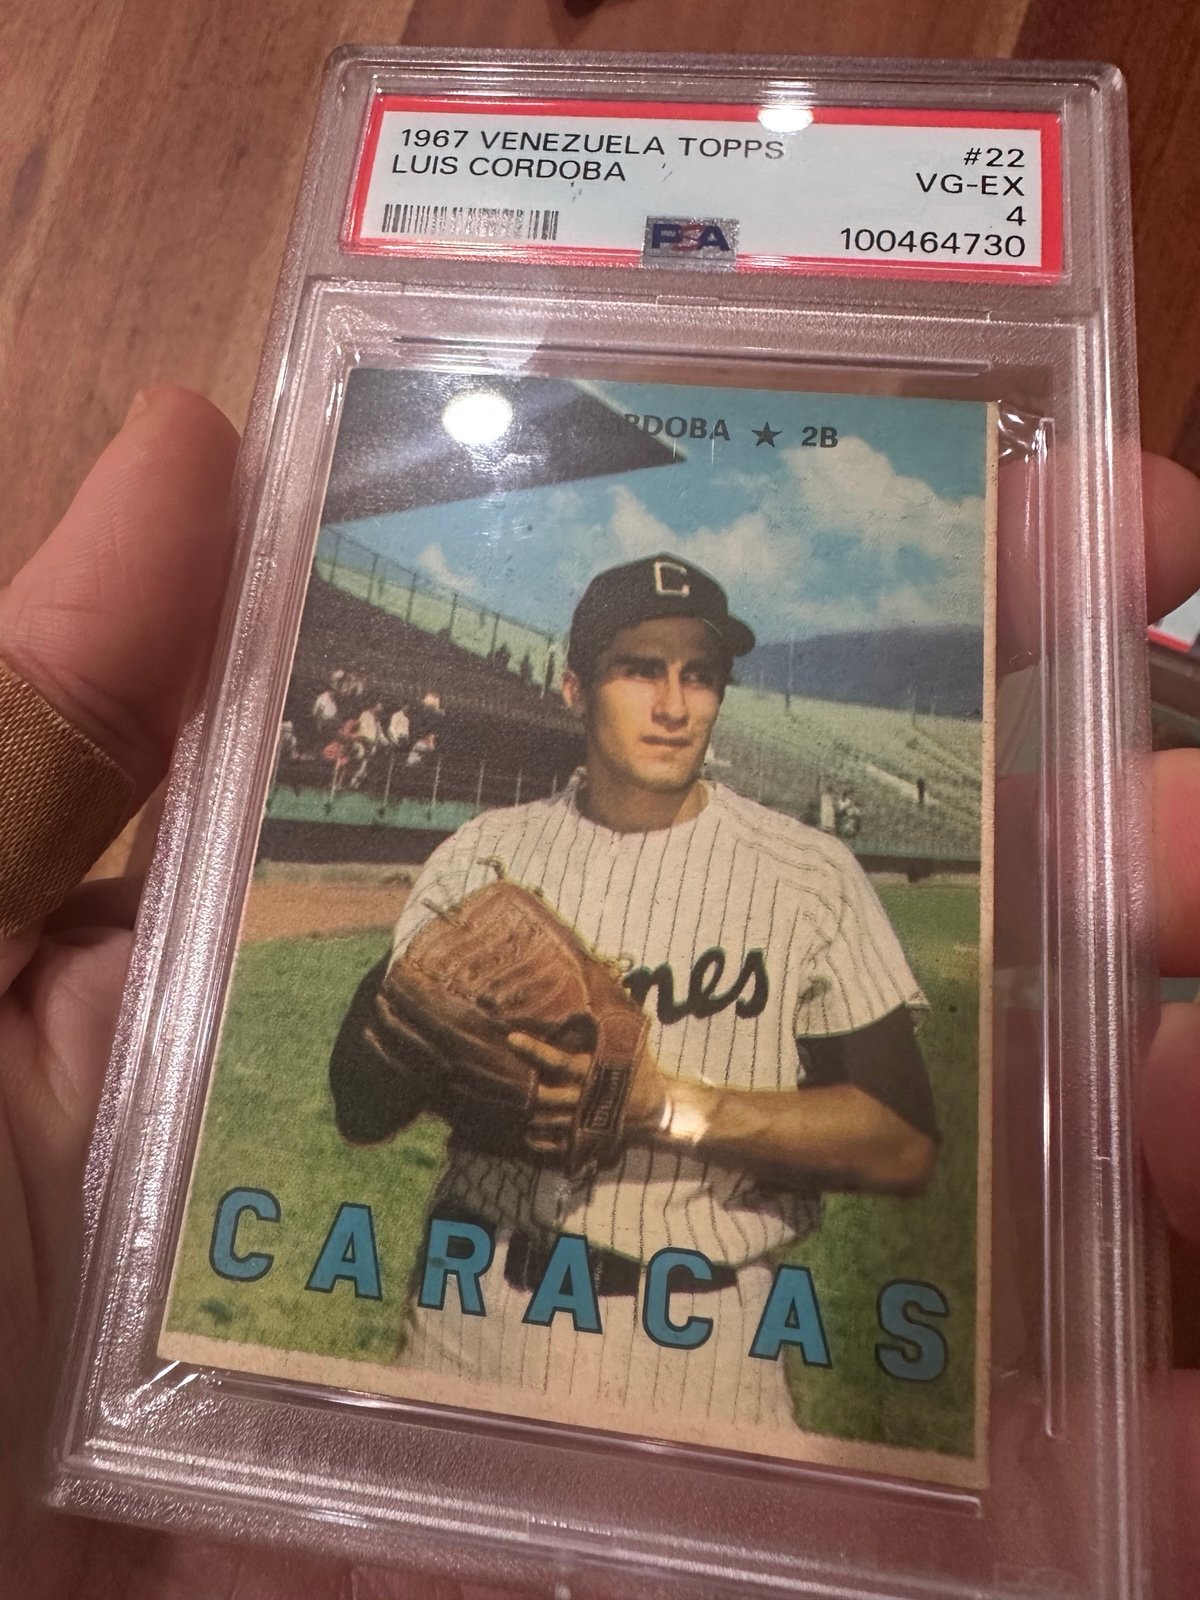 1967 VENEZUELA TOPPS #22
LUIS CORDOBA VG-EX
4
PSA 100464730
RDOBA ★ 2B
C
nes
CARACAS